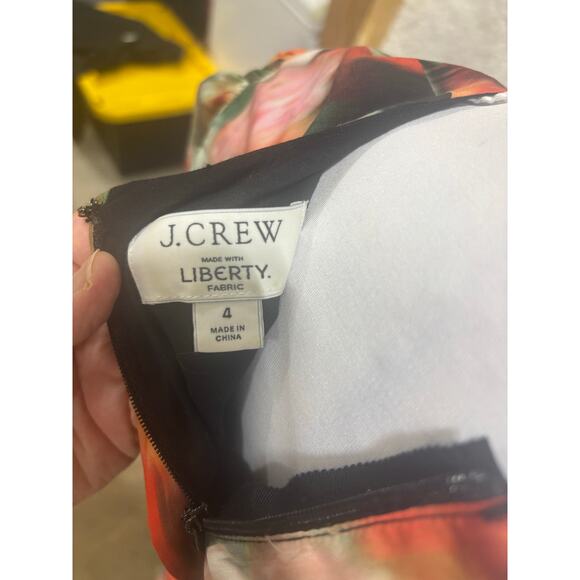 J.CREW
MADE WITH
LIBERTY.
FABRIC
4
MADE IN
CHINA